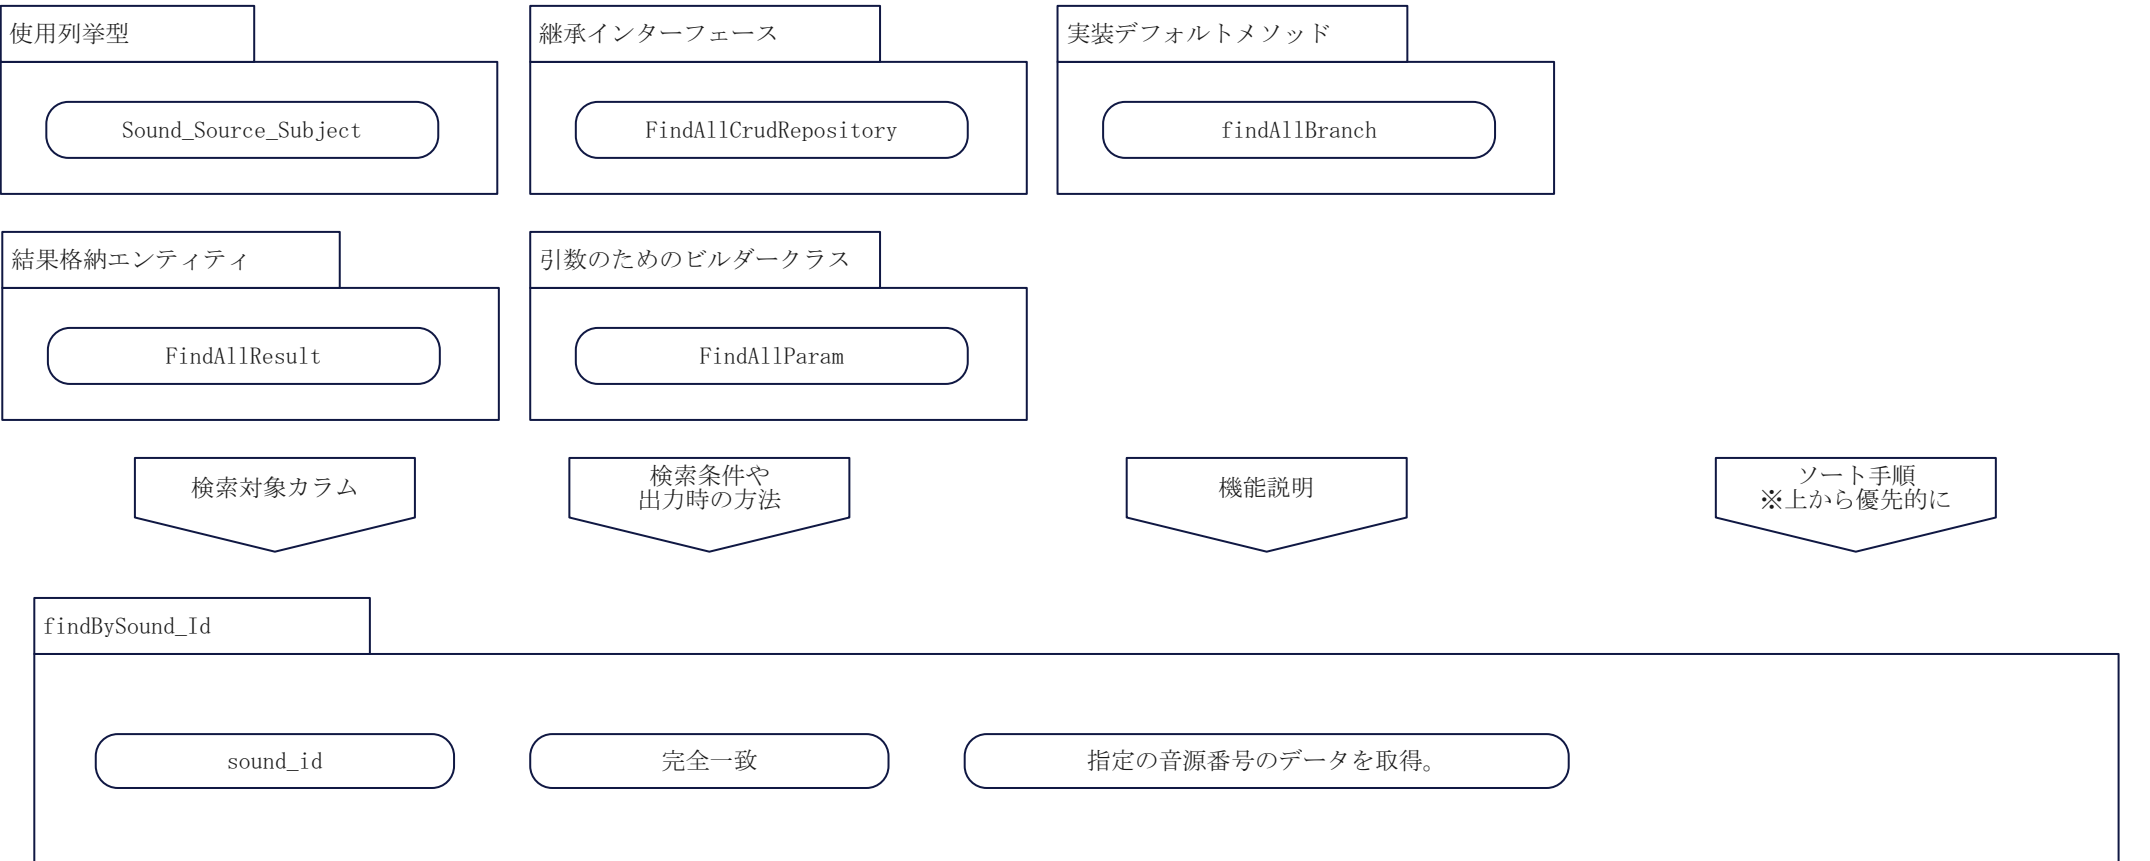 使用列挙型
継承インターフェース
実装デフォルトメソッド
Sound_Source_Subject
FindAllCrudRepository
findAllBranch
結果格納エンティティ
引数のためのビルダークラス
FindAllResult
FindAllParam
検索対象カラム
検索条件や
出力時の方法
機能説明
ソート手順
※上から優先的に
findBySound_Id
sound_id
完全一致
指定の音源番号のデータを取得。